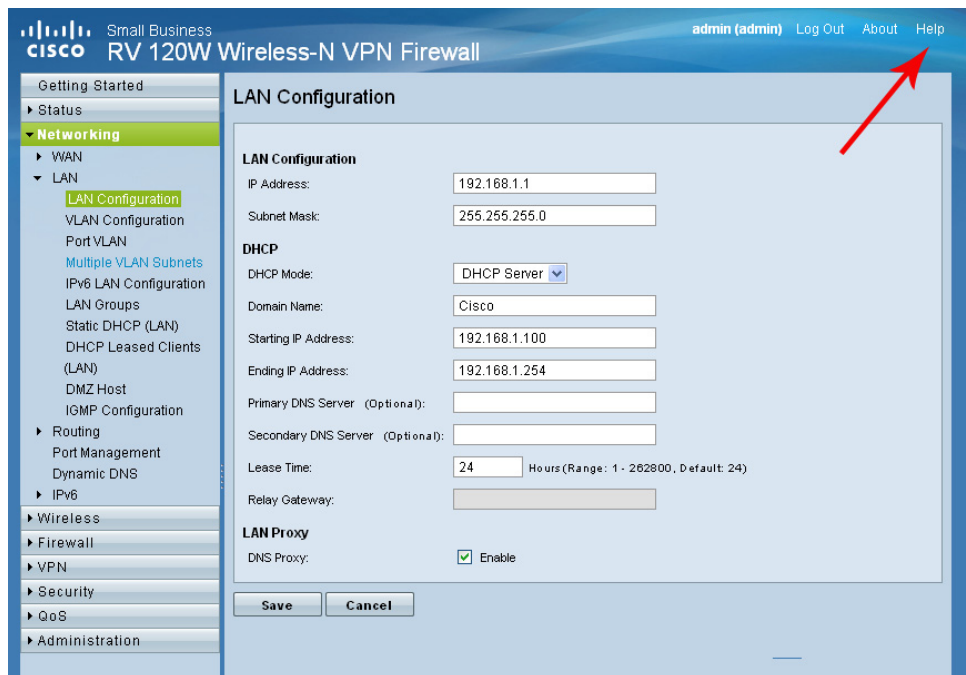 Small Business
cisco RV 120W Wireless-N VPN Firewall
admin (admin) Log Out About Help
Getting Started
Status
Networking
WAN
LAN
LAN Configuration
VLAN Configuration
Port VLAN
Multiple VLAN Subnets
IPv6 LAN Configuration
LAN Groups
Static DHCP (LAN)
DHCP Leased Clients
(LAN)
DMZ Host
IGMP Configuration
Routing
Port Management
Dynamic DNS
IPv6
Wireless
Firewall
VPN
Security
QoS
Administration
LAN Configuration
LAN Configuration
IP Address: 192.168.1.1
Subnet Mask: 255.255.255.0
DHCP
DHCP Mode: DHCP Server
Domain Name: Cisco
Starting IP Address: 192.168.1.100
Ending IP Address: 192.168.1.254
Primary DNS Server (Optional):
Secondary DNS Server (Optional):
Lease Time: 24 Hours (Range: 1 - 262800, Default: 24)
Relay Gateway:
LAN Proxy
DNS Proxy: Enable
Save Cancel